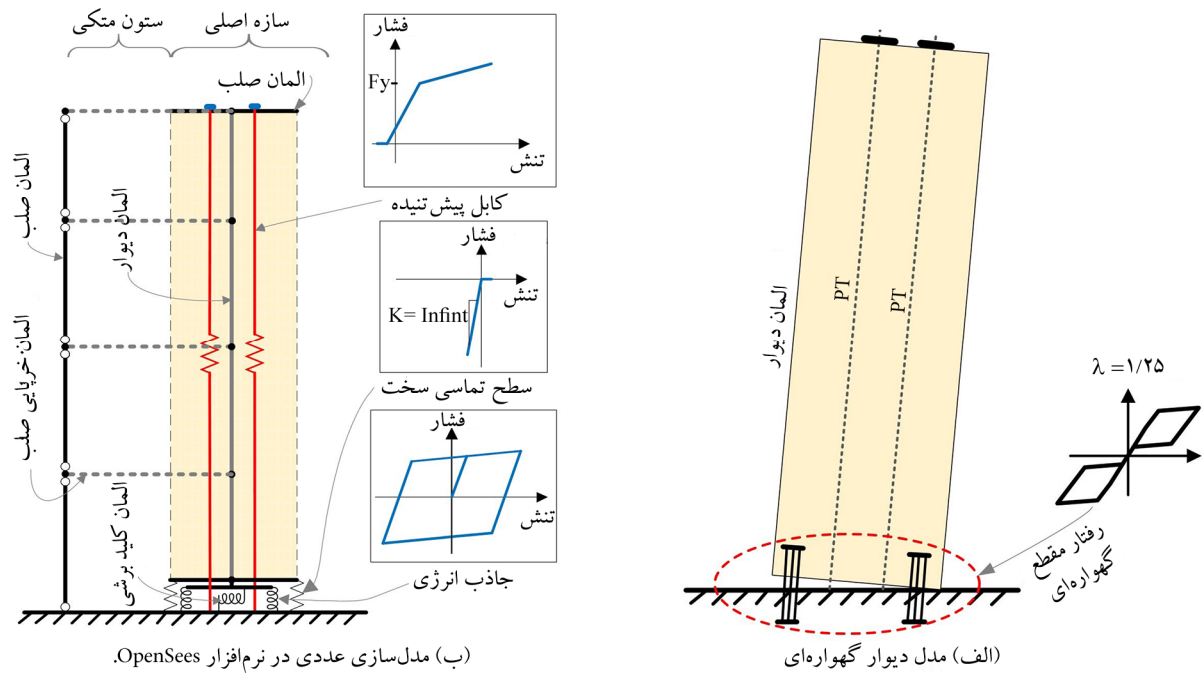 سازه اصلی
ستون متکی
المان صلب
فشار
Fy
تنش
کابل پیش‌تنیده
المان صلب
المان دیوار
فشار
تنش
K= Infint
سطح تماسی سخت
المان خرپایی صلب
فشار
تنش
المان کلید برشی
جاذب انرژی
(ب) مدل‌سازی عددی در نرم‌افزار OpenSees.
PT
PT
المان دیوار
λ =۱/۲۵
رفتار مقطع
گهواره‌ای
(الف) مدل دیوار گهواره‌ای